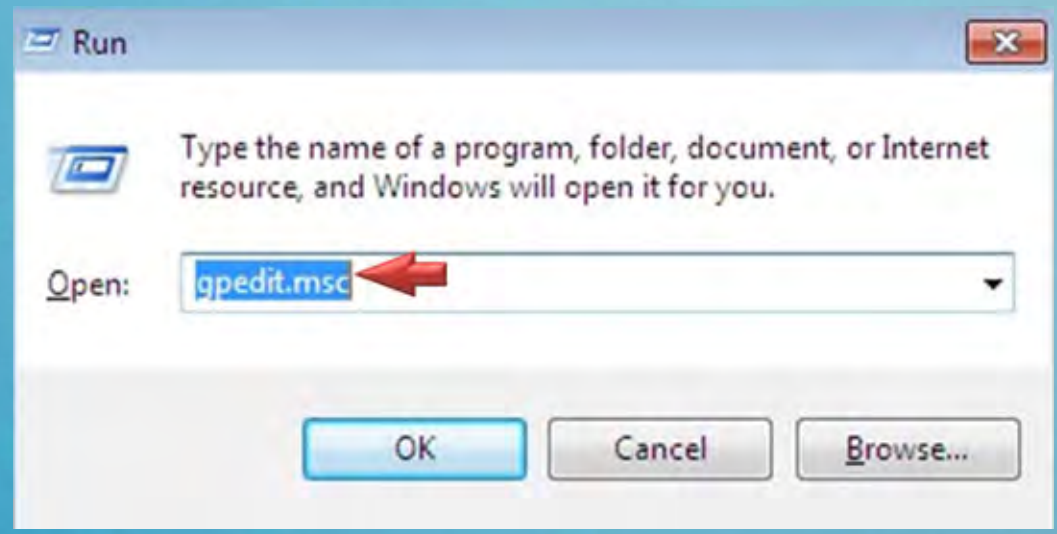 Run
Type the name of a program, folder, document, or Internet
resource, and Windows will open it for you.
Open:
gpedit.msc
OK
Cancel
Browse...